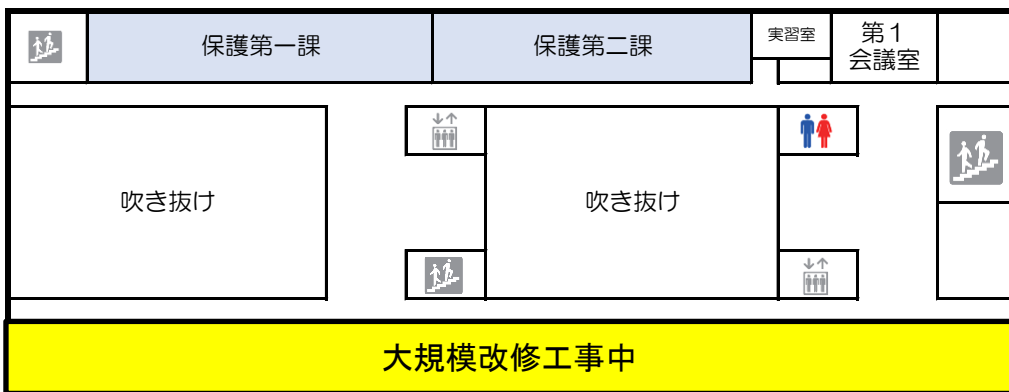 保護第一課
保護第二課
実習室
第1
会議室
吹き抜け
吹き抜け
大規模改修工事中